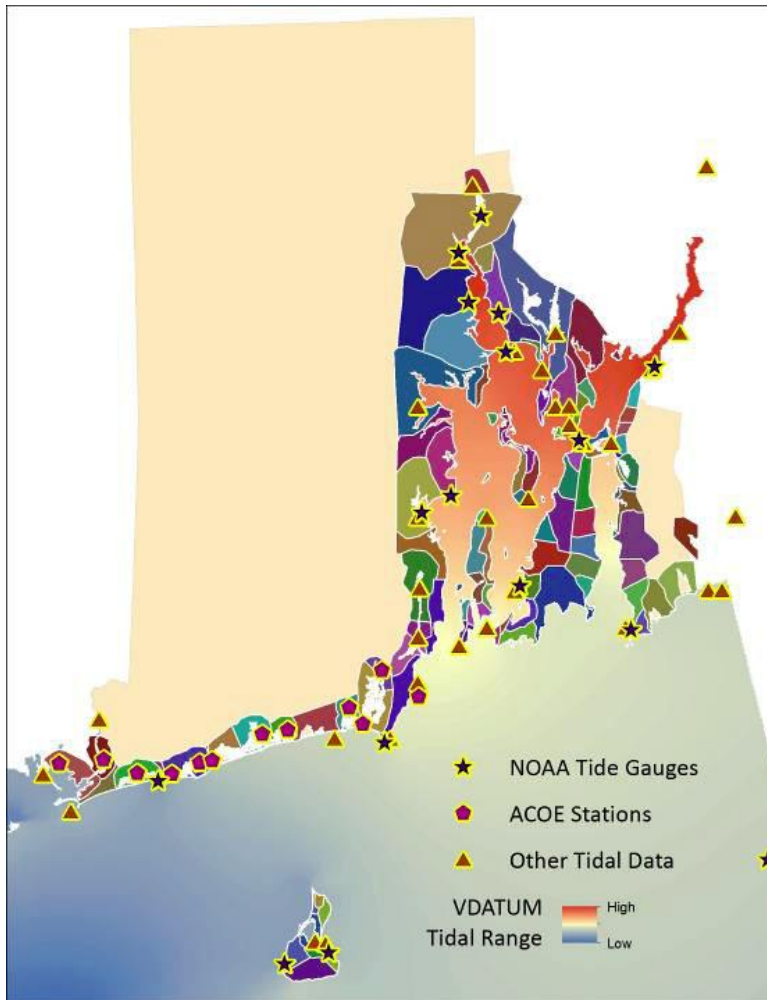 NOAA Tide Gauges
ACOE Stations
Other Tidal Data
VDATUM
Tidal Range
High
Low